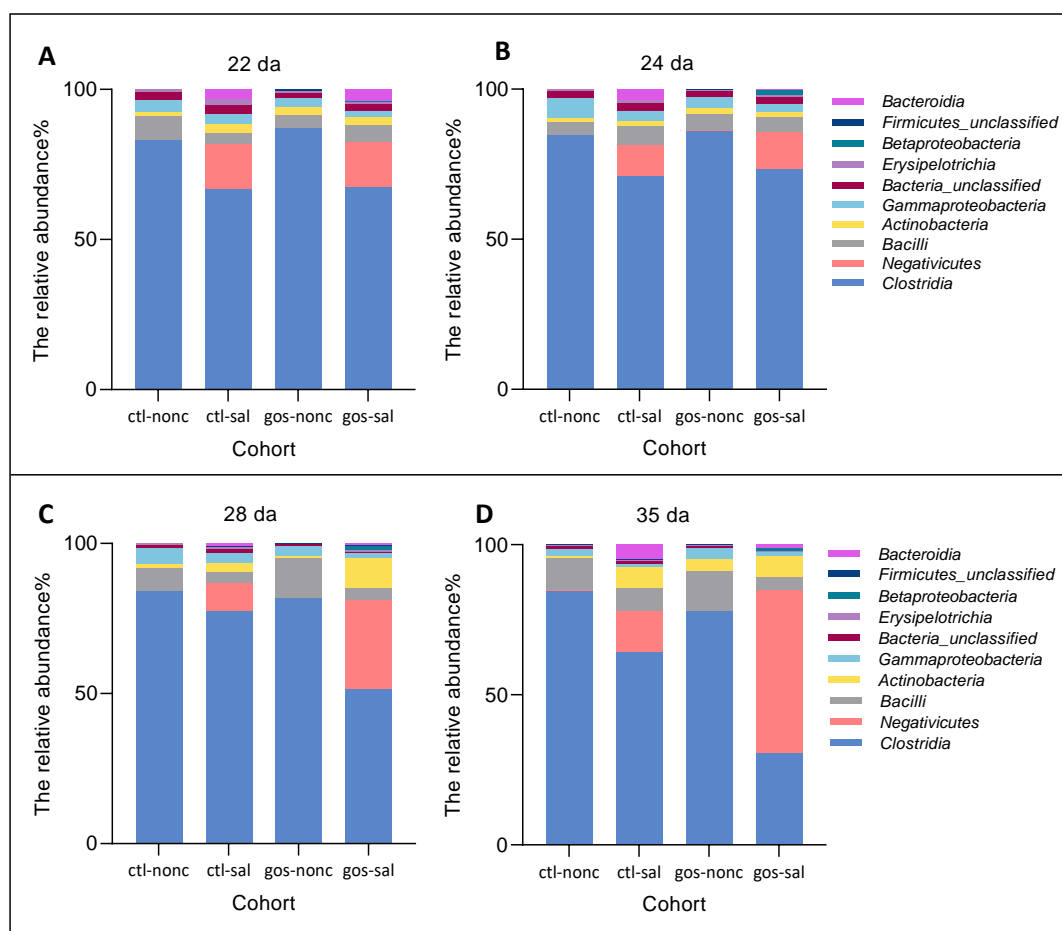 A
22 da
The relative abundance%
100
50
0
ctl-nonc ctl-sal gos-nonc gos-sal
Cohort
B
24 da
The relative abundance%
100
50
0
ctl-nonc ctl-sal gos-nonc gos-sal
Cohort
Bacteroidia
Firmicutes_unclassified
Betaproteobacteria
Erysipelotrichia
Bacteria_unclassified
Gammaproteobacteria
Actinobacteria
Bacilli
Negativicutes
Clostridia
C
28 da
The relative abundance%
100
50
0
ctl-nonc ctl-sal gos-nonc gos-sal
Cohort
D
35 da
The relative abundance%
100
50
0
ctl-nonc ctl-sal gos-nonc gos-sal
Cohort
Bacteroidia
Firmicutes_unclassified
Betaproteobacteria
Erysipelotrichia
Bacteria_unclassified
Gammaproteobacteria
Actinobacteria
Bacilli
Negativicutes
Clostridia